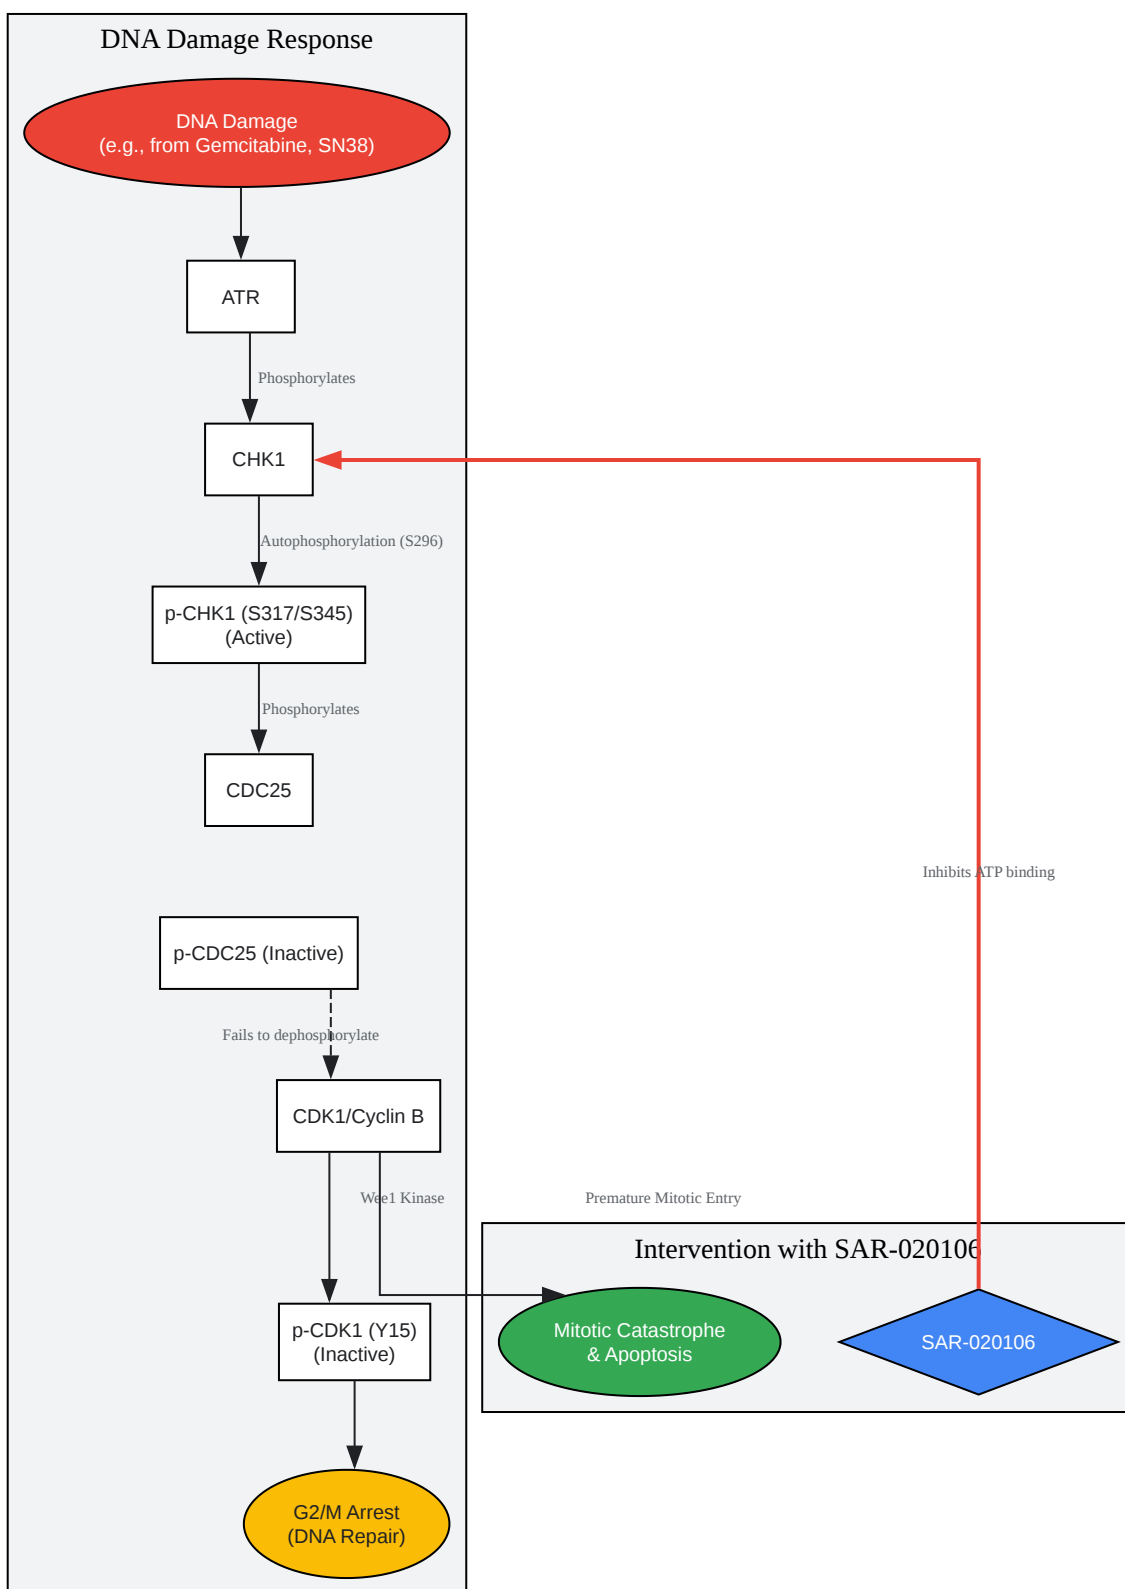 DNA Damage Response
DNA Damage
(e.g., from Gemcitabine, SN38)
ATR
Phosphorylates
CHK1
Autophosphorylation (S296)
p-CHK1 (S317/S345)
(Active)
Phosphorylates
CDC25
Inhibits ATP binding
p-CDC25 (Inactive)
Fails to dephosphorylate
CDK1/Cyclin B
Wee1 Kinase
Premature Mitotic Entry
Intervention with SAR-020106
Mitotic Catastrophe
& Apoptosis
SAR-020106
p-CDK1 (Y15)
(Inactive)
G2/M Arrest
(DNA Repair)